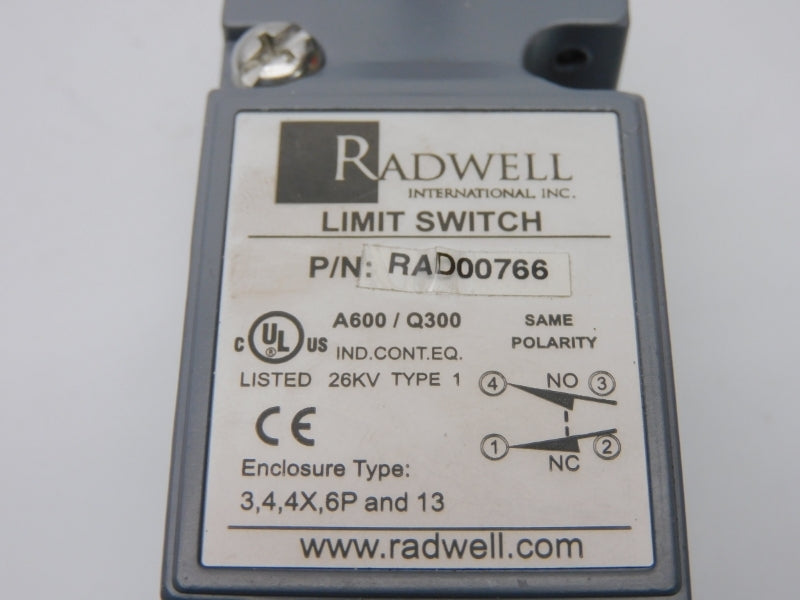 RADWELL
INTERNATIONAL, INC.
LIMIT SWITCH
P/N: RAD00766
A600 / Q300
IND.CONT.EQ.
C UL US ®
LISTED 26KV TYPE 1
SAME
POLARITY
4 NO 3
1 NC 2
CE
Enclosure Type:
3,4,4X,6P and 13
www.radwell.com